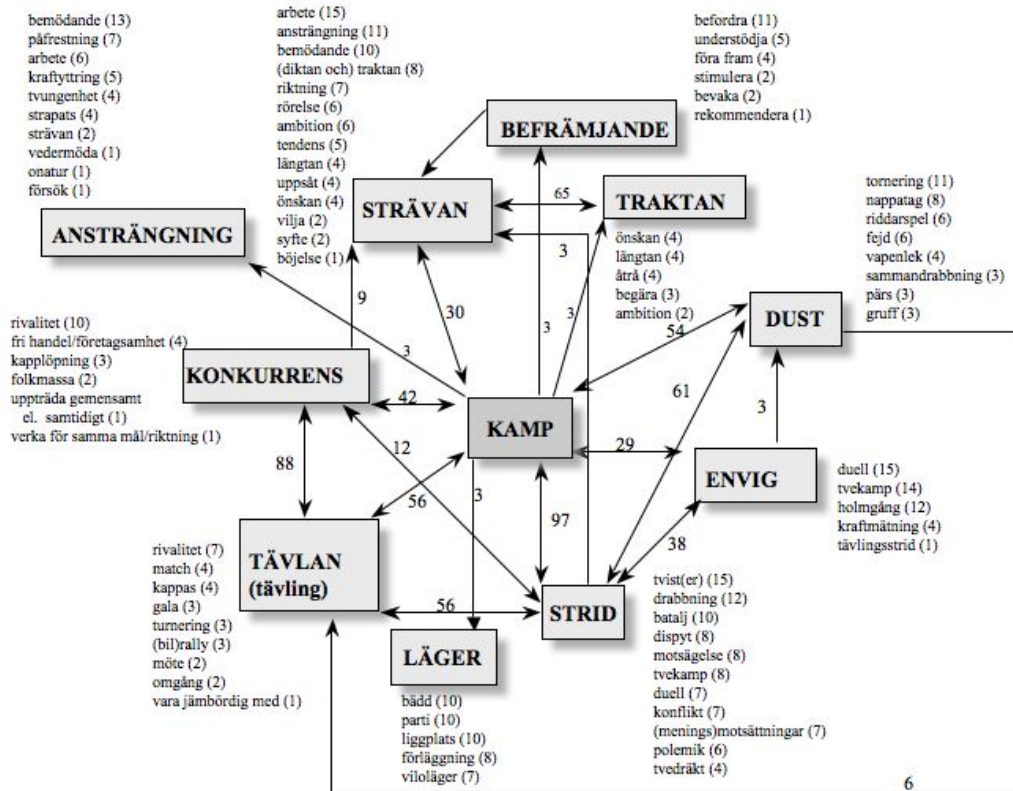 bemödande (13)
påfrestning (7)
arbete (6)
kraftyttring (5)
tvungenhet (4)
strapats (4)
strävan (2)
vedermöda (1)
onatur (1)
försök (1)
ANSTRÄNGNING
arbete (15)
ansträngning (11)
bemödande (10)
(diktan och) traktan (8)
riktning (7)
rörelse (6)
ambition (6)
tendens (5)
längtan (4)
uppsåt (4)
önskan (4)
vilja (2)
syfte (2)
böjelse (1)
STRÄVAN
befordra (11)
understödja (5)
föra fram (4)
stimulera (2)
bevaka (2)
rekommendera (1)
BEFRÄMJANDE
65
TRAKTAN
önskan (4)
längtan (4)
åtrå (4)
begära (3)
ambition (2)
tornering (11)
nappatag (8)
riddarspel (6)
fejd (6)
vapenlek (4)
sammandrabbning (3)
pärs (3)
gruff (3)
DUST
3
9
30
3
3
54
3
61
rivalitet (10)
fri handel/företagsamhet (4)
kapplöpning (3)
folkmassa (2)
uppträda gemensamt
el. samtidigt (1)
verka för samma mål/riktning (1)
KONKURRENS
42
KAMP
3
12
29
88
56
3
97
38
ENVIG
duell (15)
tvekamp (14)
holmgång (12)
kraftmätning (4)
tävlingsstrid (1)
rivalitet (7)
match (4)
kappas (4)
gala (3)
turnering (3)
(bil)rally (3)
möte (2)
omgång (2)
vara jämbördig med (1)
TÄVLAN
(tävling)
56
STRID
LÄGER
bädd (10)
parti (10)
liggplats (10)
förläggning (8)
viloläger (7)
tvist(er) (15)
drabbning (12)
batalj (10)
dispyt (8)
motsägelse (8)
tvekamp (8)
duell (7)
konflikt (7)
(menings)motsättningar (7)
polemik (6)
tvedräkt (4)
6